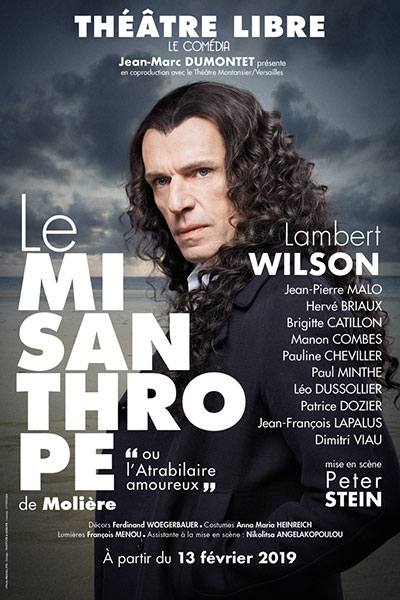 THÉÂTRE LIBRE
LE COMÉDIA
Jean-Marc DUMONTET présente
en coproduction avec le Théâtre Montansier/Versailles
Le
MI
SAN
THRO
PE
“ ou
l’Atrabilaire
amoureux „
de Molière
Lambert
WILSON
Jean-Pierre MALO
Hervé BRIAUX
Brigitte CATILLON
Manon COMBES
Pauline CHEVILLER
Paul MINTHE
Léo DUSSOLLIER
Patrice DOZIER
Jean-François LAPALUS
Dimitri VIAU
mise en scène
Peter
STEIN
Décors Ferdinand WOEGERBAUER • Costumes Anna Maria HEINREICH
Lumières François MENOU • Assistante à la mise en scène : Nikolitsa ANGELAKOPOULOU
À partir du 13 février 2019